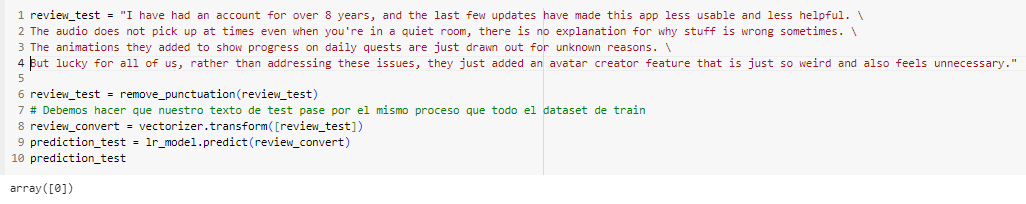 1 review_test = "I have had an account for over 8 years, and the last few updates have made this app less usable and less helpful. \
2 The audio does not pick up at times even when you're in a quiet room, there is no explanation for why stuff is wrong sometimes. \
3 The animations they added to show progress on daily quests are just drawn out for unknown reasons. \
4 But lucky for all of us, rather than addressing these issues, they just added an avatar creator feature that is just so weird and also feels unnecessary."
5
6 review_test = remove_punctuation(review_test)
7 # Debemos hacer que nuestro texto de test pase por el mismo proceso que todo el dataset de train
8 review_convert = vectorizer.transform([review_test])
9 prediction_test = lr_model.predict(review_convert)
10 prediction_test
array([0])